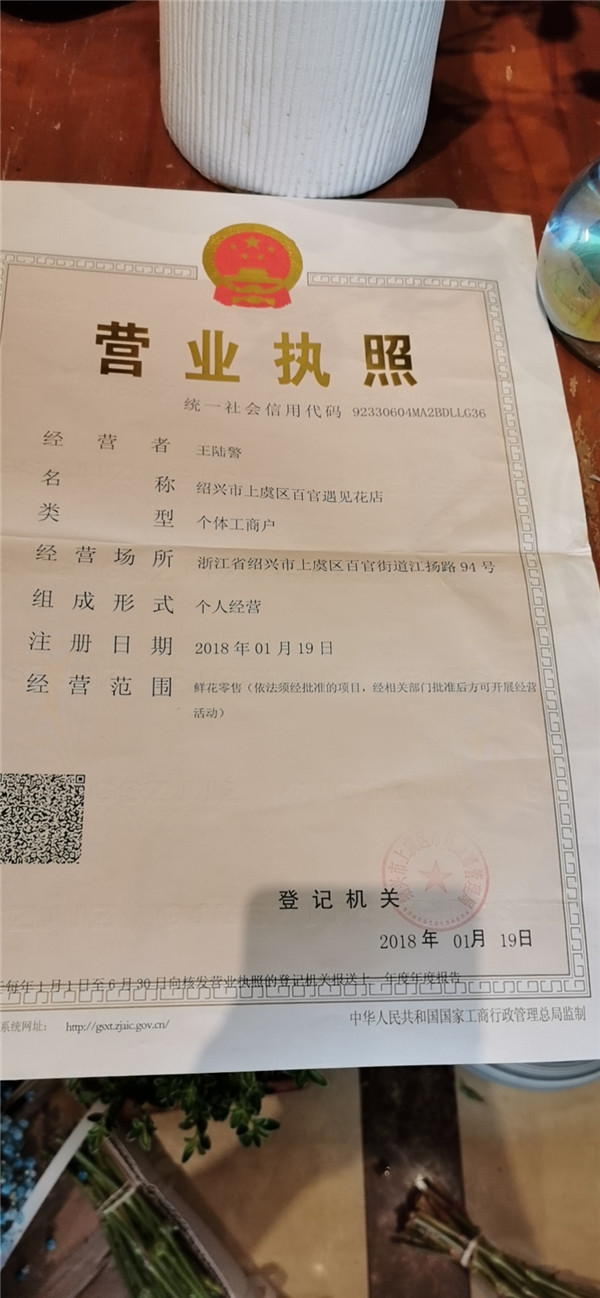 营业执照
统一社会信用代码 92330604MA2BDLLG36
经营者 王陆警
名称 绍兴市上虞区百官遇见花店
类型 个体工商户
经营场所 浙江省绍兴市上虞区百官街道江扬路94号
组成形式 个人经营
注册日期 2018年01月19日
经营范围 鲜花零售（依法须经批准的项目，经相关部门批准后方可开展经营
活动）
登记机关
2018年 01月 19日
每年1月1日至6月30日向核发营业执照的登记机关报送上一年度年度报告
系统网址： http://gsxt.zjaic.gov.cn/
中华人民共和国国家工商行政管理总局监制